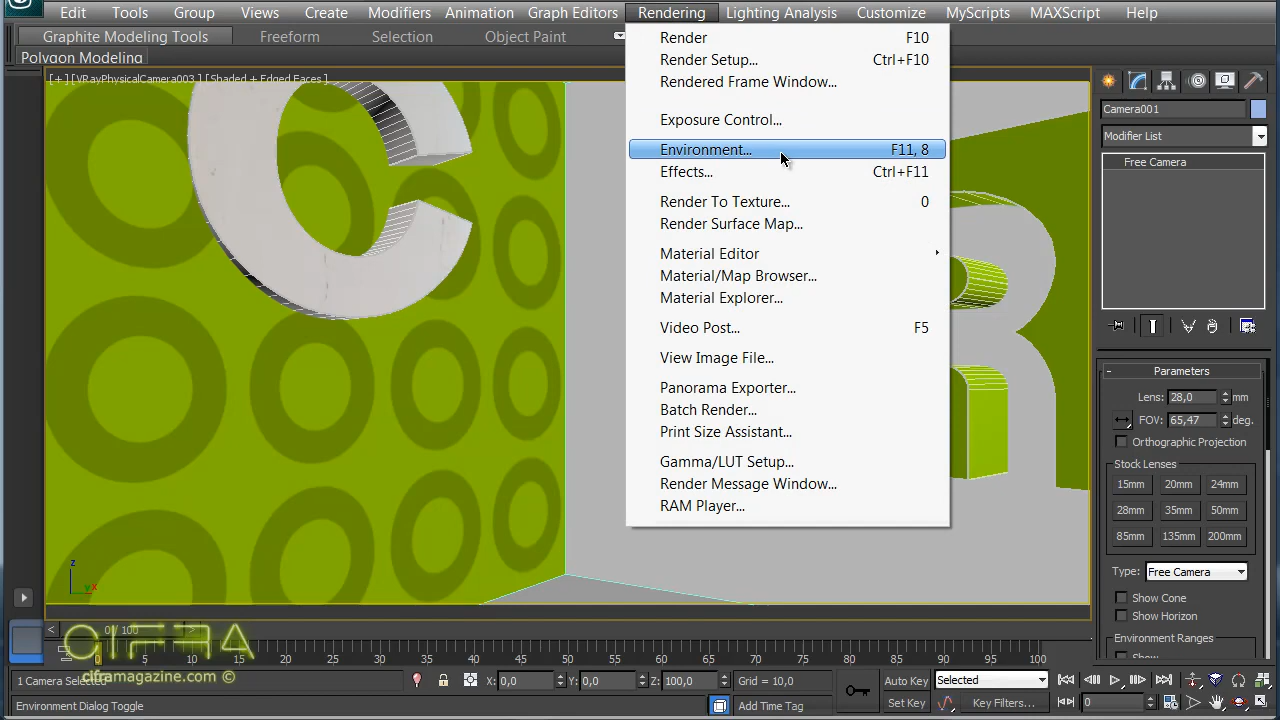 Edit Tools Group Views Create Modifiers Animation Graph Editors Rendering Lighting Analysis Customize MyScripts MAXScript Help
Graphite Modeling Tools Freeform Selection Object Paint
Polygon Modeling
[ + ] [ VRayPhysicalCamera003 ] [ Shaded + Edged Faces ]
Render F10
Render Setup... Ctrl+F10
Rendered Frame Window...
Exposure Control...
Environment... F11, 8
Effects... Ctrl+F11
Render To Texture... 0
Render Surface Map...
Material Editor
Material/Map Browser...
Material Explorer...
Video Post... F5
View Image File...
Panorama Exporter...
Batch Render...
Print Size Assistant...
Gamma/LUT Setup...
Render Message Window...
RAM Player...
Camera001
Modifier List
Free Camera
- Parameters
Lens: 28,0 mm
FOV: 65,47 deg.
Orthographic Projection
Stock Lenses
15mm 20mm 24mm
28mm 35mm 50mm
85mm 135mm 200mm
Type: Free Camera
Show Cone
Show Horizon
Environment Ranges
C
R
z
y x
< 0 / 100 >
CIFRA
ciframagazine.com ©
0 5 10 15 20 25 30 35 40 45 50 55 60 65 70 75 80 85 90 95 100
1 Camera Selected X: 0,0 Y: 0,0 Z: 100,0 Grid = 10,0 Auto Key Selected
Environment Dialog Toggle Add Time Tag Set Key Key Filters... 0